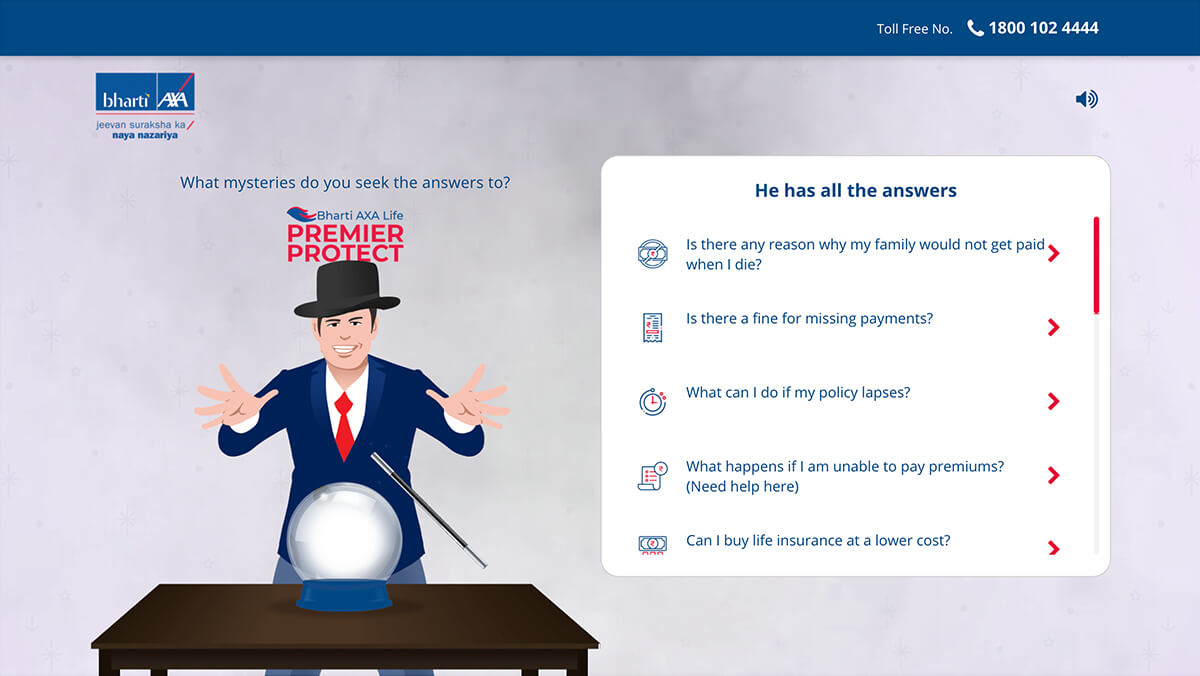 Toll Free No. 1800 102 4444
bharti AXA
jeevan suraksha ka
naya nazariya
What mysteries do you seek the answers to?
Bharti AXA Life
PREMIER
PROTECT
He has all the answers
Is there any reason why my family would not get paid
when I die?
Is there a fine for missing payments?
What can I do if my policy lapses?
What happens if I am unable to pay premiums?
(Need help here)
Can I buy life insurance at a lower cost?